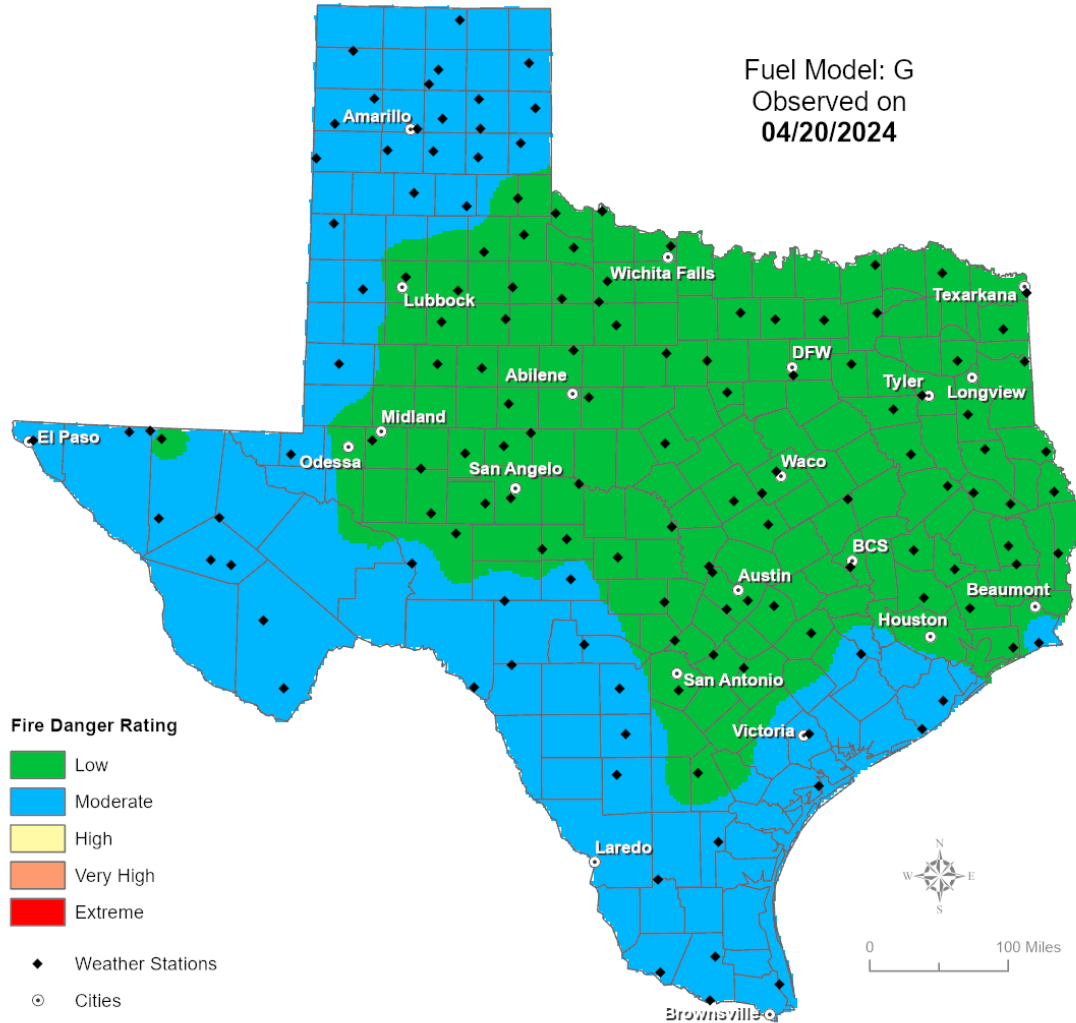 Fuel Model: G
Observed on
04/20/2024
Amarillo
Wichita Falls
Lubbock
Texarkana
DFW
Abilene
Tyler
Longview
Midland
El Paso
Odessa
San Angelo
Waco
BCS
Austin
Beaumont
Houston
San Antonio
Fire Danger Rating
Victoria
Low
Moderate
High
Laredo
Very High
N
W
E
S
Extreme
0
100 Miles
Weather Stations
Cities
Brownsville